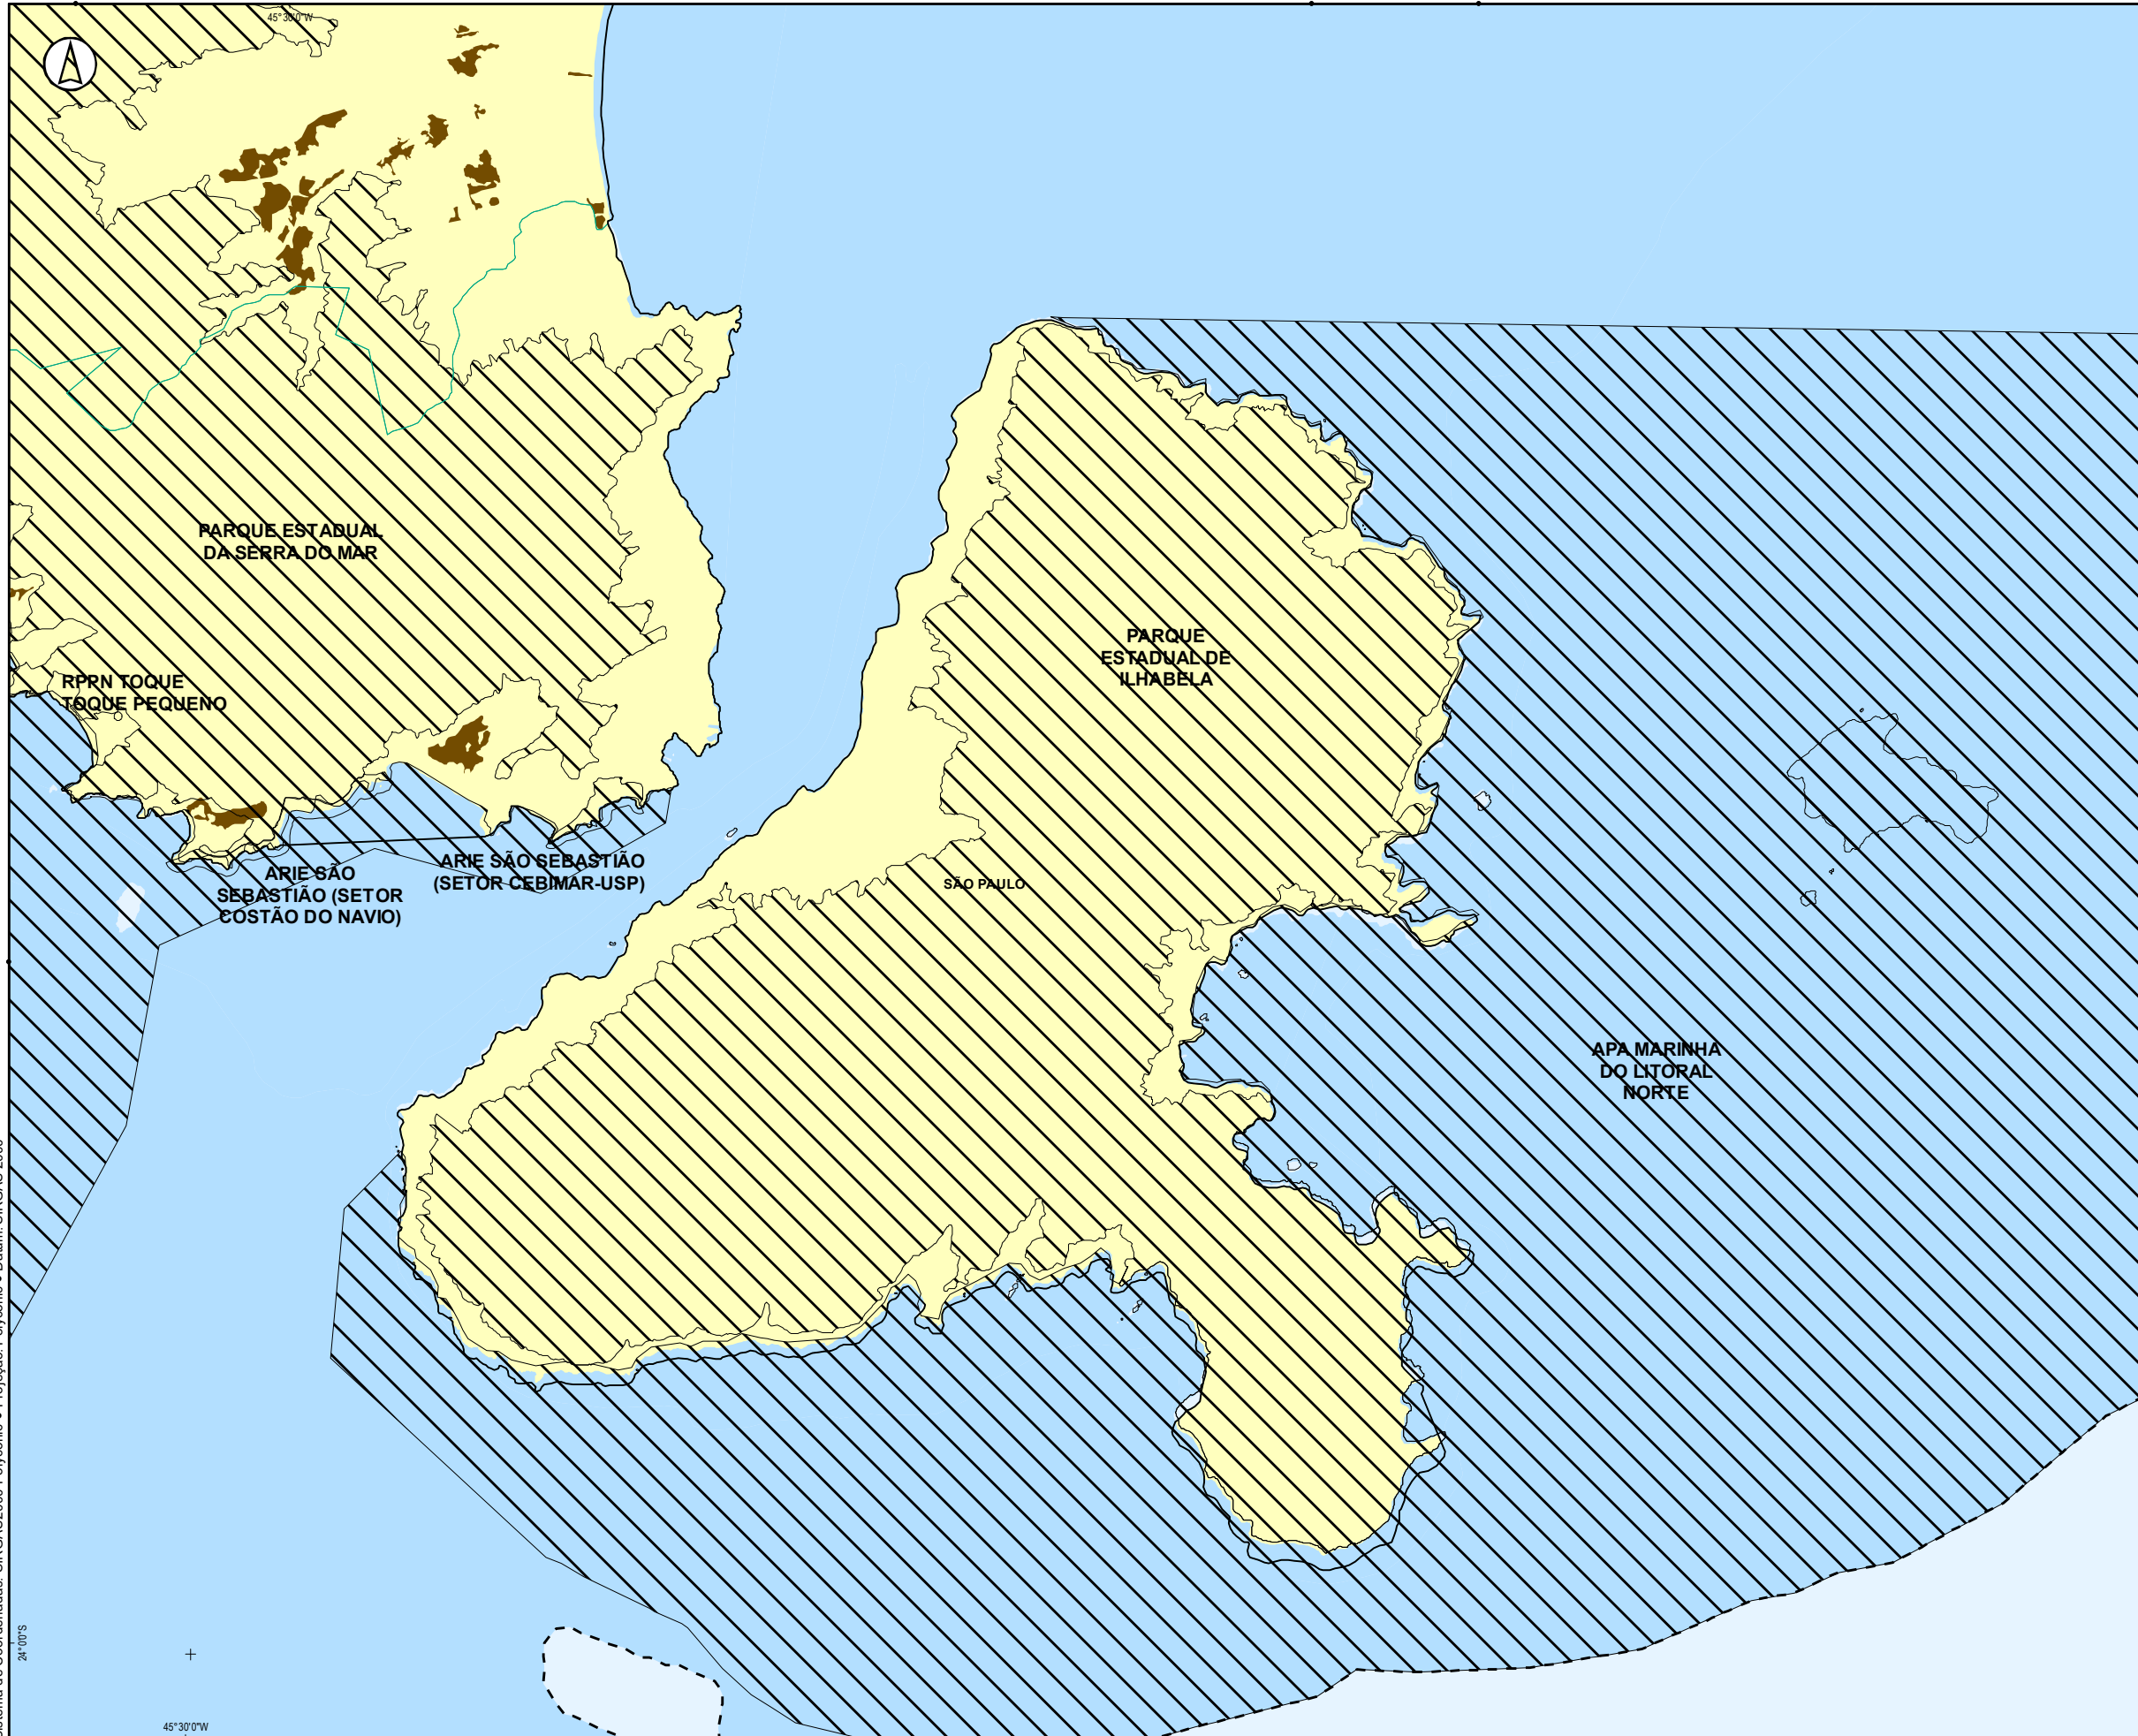 45°30'0"W
PARQUE ESTADUAL
DA SERRA DO MAR
PARQUE
ESTADUAL DE
ILHABELA
RPRN TOQUE
TOQUE PEQUENO
ARIE SÃO SEBASTIÃO
(SETOR CEBIMAR-USP)
ARIE SÃO
SEBASTIÃO (SETOR
COSTÃO DO NAVIO)
SÃO PAULO
APA MARINHA
DO LITORAL
NORTE
24°0'0"S
45°30'0"W